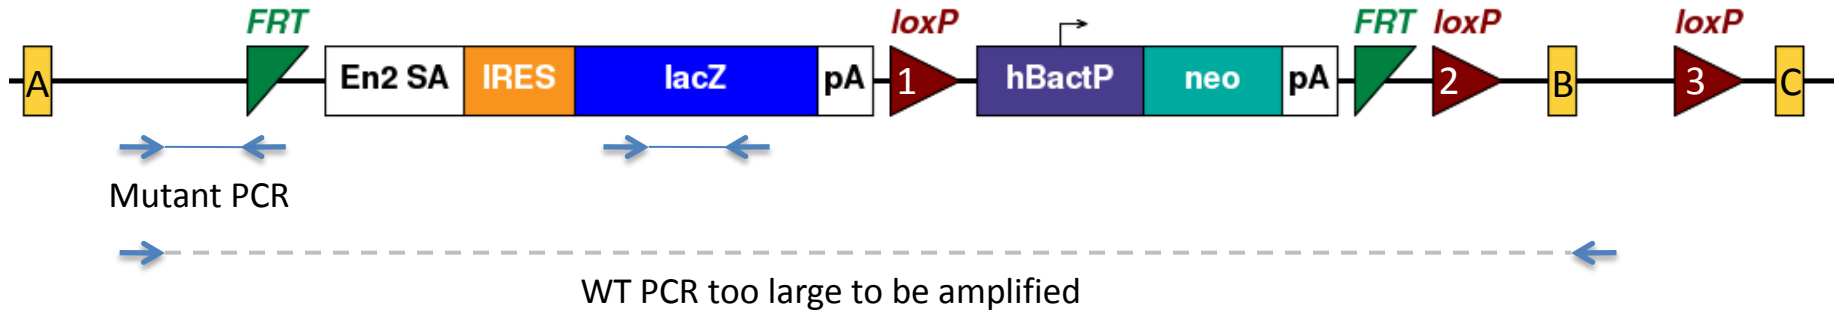 FRT loxP FRT loxP loxP
A En2 SA IRES lacZ pA 1 hBactP neo pA 2 B 3 C
Mutant PCR
WT PCR too large to be amplified